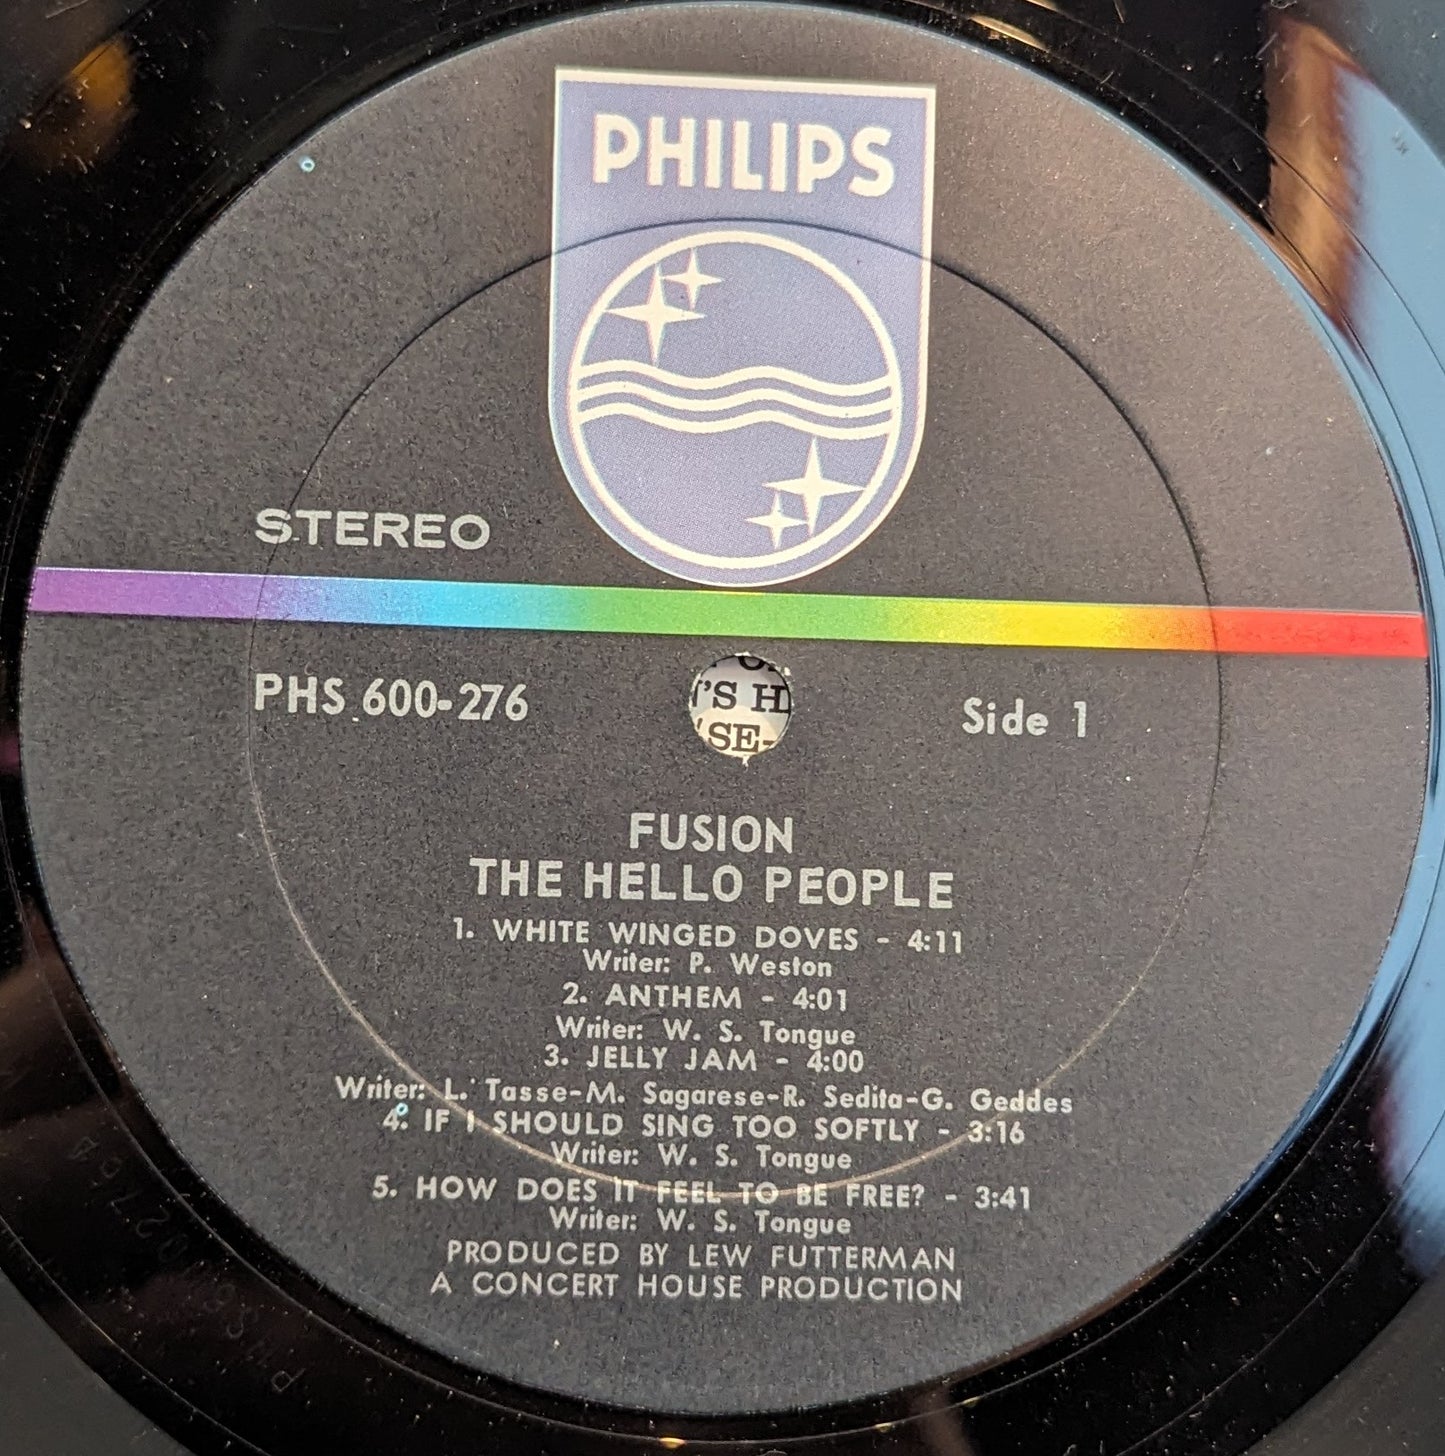 PHILIPS
STEREO
PHS 600-276
'S H
SE-
Side 1
FUSION
THE HELLO PEOPLE
1. WHITE WINGED DOVES - 4:11
Writer: P. Weston
2. ANTHEM - 4:01
Writer: W. S. Tongue
3. JELLY JAM - 4:00
Writer: L. Tasse-M. Sagarese-R. Sedita-G. Geddes
4. IF I SHOULD SING TOO SOFTLY - 3:16
Writer: W. S. Tongue
5. HOW DOES IT FEEL TO BE FREE? - 3:41
Writer: W. S. Tongue
PRODUCED BY LEW FUTTERMAN
A CONCERT HOUSE PRODUCTION